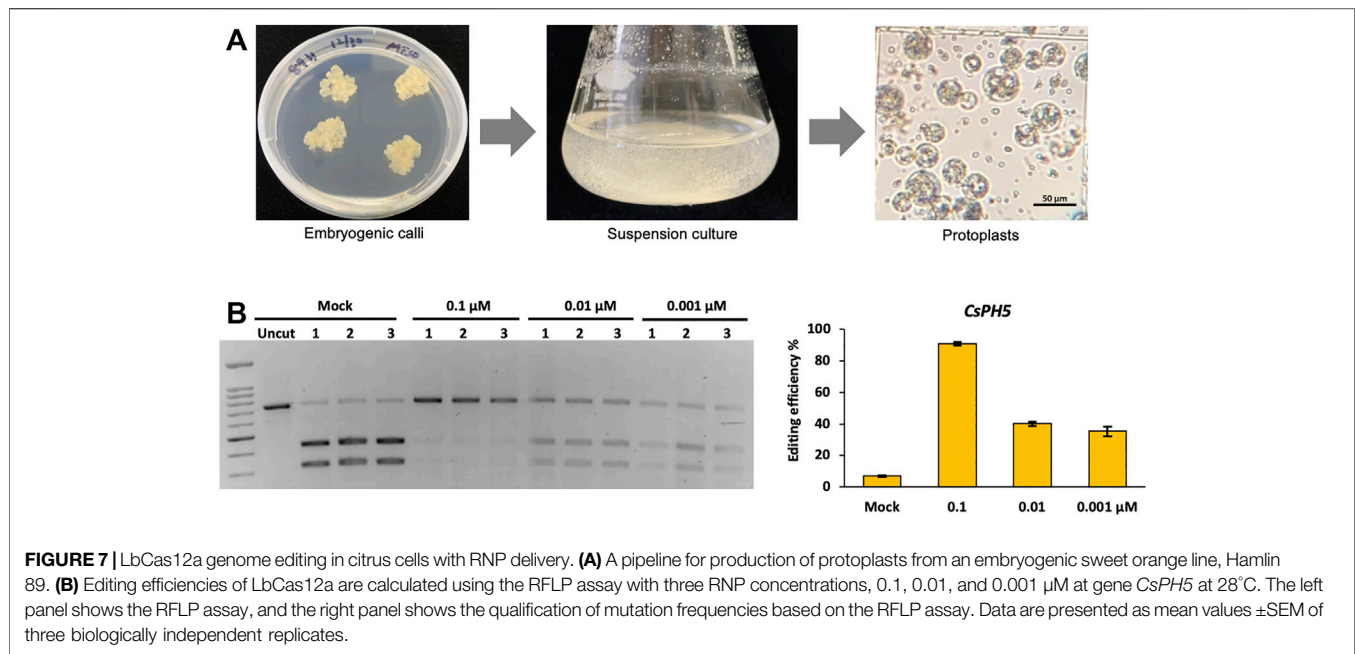 A
89H 12/30
Embryogenic calli
Suspension culture
50 µm
Protoplasts
B
Mock 0.1 µM 0.01 µM 0.001 µM
Uncut 1 2 3 1 2 3 1 2 3 1 2 3
CsPH5
Editing efficiency %
100
80
60
40
20
0
Mock 0.1 0.01 0.001 µM
FIGURE 7 | LbCas12a genome editing in citrus cells with RNP delivery. (A) A pipeline for production of protoplasts from an embryogenic sweet orange line, Hamlin
89. (B) Editing efficiencies of LbCas12a are calculated using the RFLP assay with three RNP concentrations, 0.1, 0.01, and 0.001 µM at gene CsPH5 at 28°C. The left
panel shows the RFLP assay, and the right panel shows the qualification of mutation frequencies based on the RFLP assay. Data are presented as mean values ±SEM of
three biologically independent replicates.